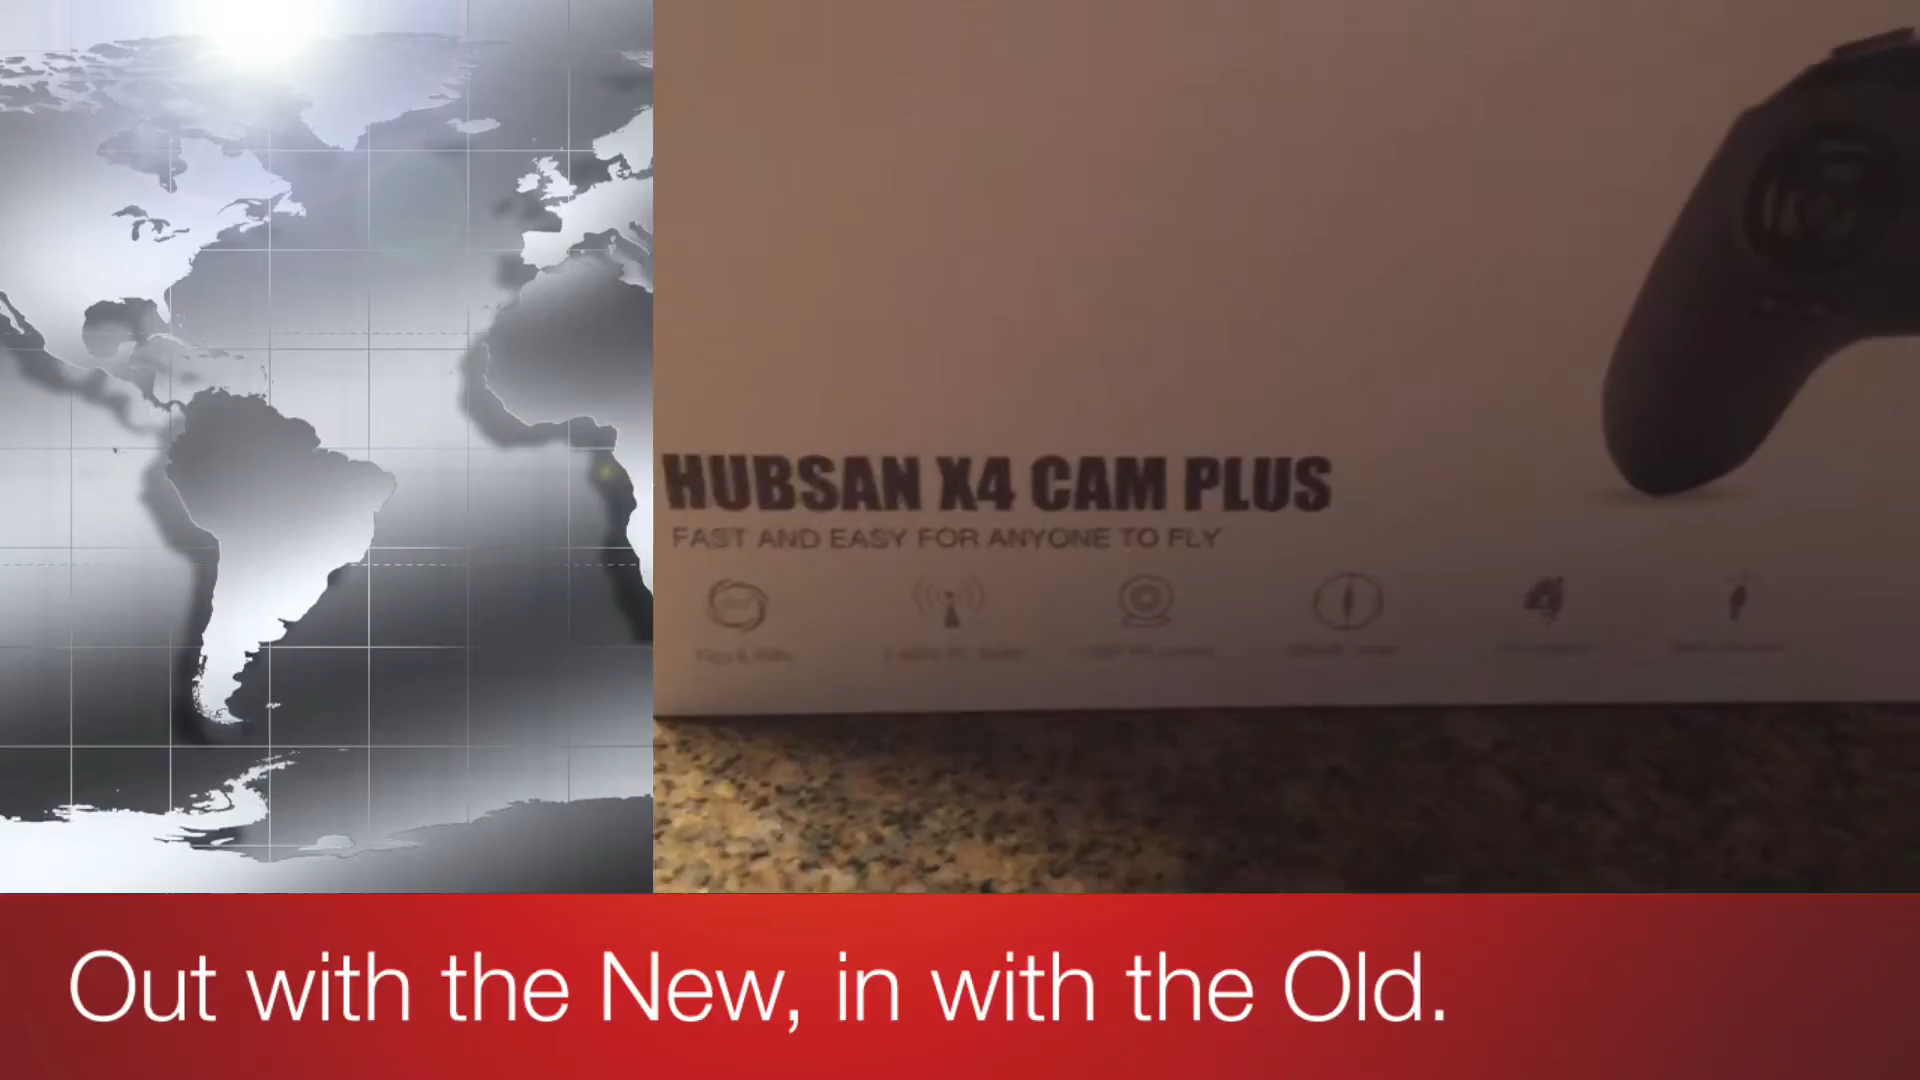 HUBSAN X4 CAM PLUS
FAST AND EASY FOR ANYONE TO FLY
Out with the New, in with the Old.